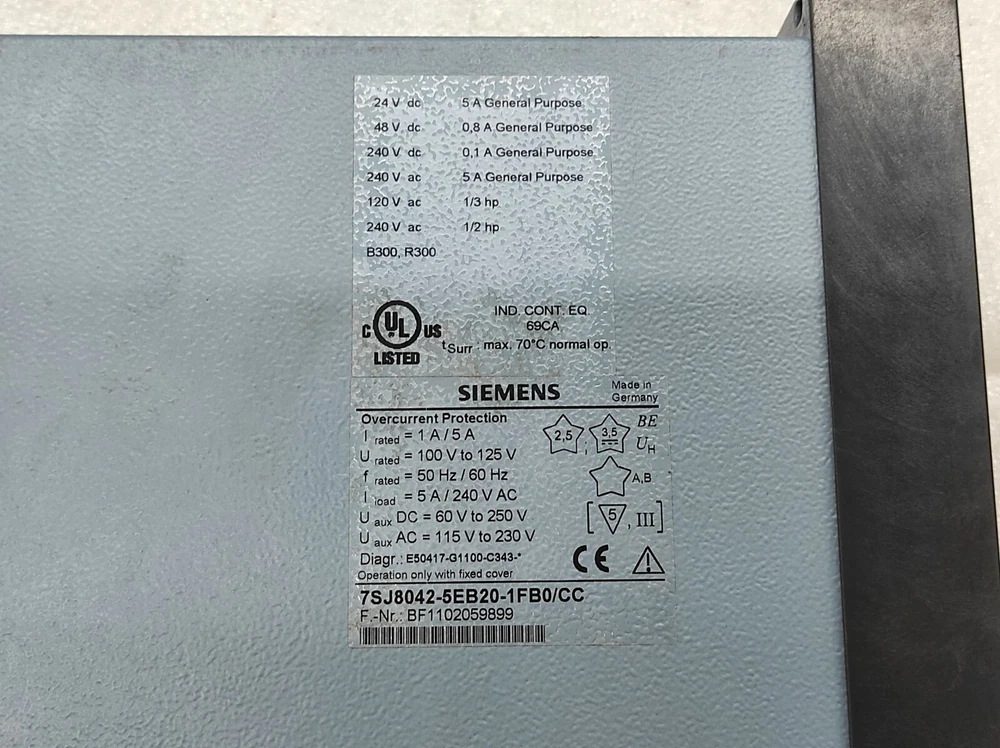 24 V dc 5 A General Purpose
48 V dc 0,8 A General Purpose
240 V dc 0,1 A General Purpose
240 V ac 5 A General Purpose
120 V ac 1/3 hp
240 V ac 1/2 hp
B300, R300
C UL US
LISTED
IND. CONT. EQ.
69CA
tSurr : max. 70°C normal op.
SIEMENS
Made in
Germany
Overcurrent Protection
I rated = 1 A / 5 A
U rated = 100 V to 125 V
f rated = 50 Hz / 60 Hz
I load = 5 A / 240 V AC
U aux DC = 60 V to 250 V
U aux AC = 115 V to 230 V
2,5 , 3,5 BE
UH
A,B
[ 5 , III ]
Diagr.: E50417-G1100-C343-*
Operation only with fixed cover
CE
7SJ8042-5EB20-1FB0/CC
F.-Nr.: BF1102059899